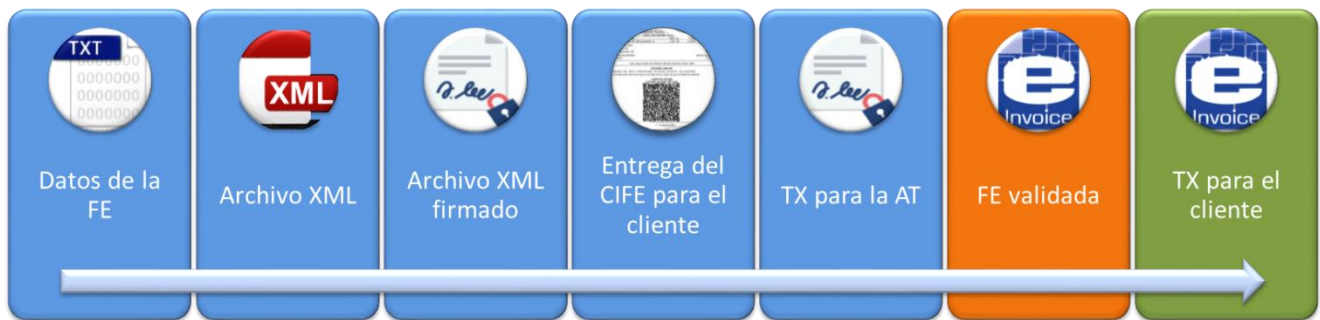 TXT
0000000
0000000
0000000
0000000
Datos de la
FE
XML
Archivo XML
Archivo XML
firmado
Entrega del
CIFE para el
cliente
TX para la AT
e
Invoice
FE validada
e
Invoice
TX para el
cliente